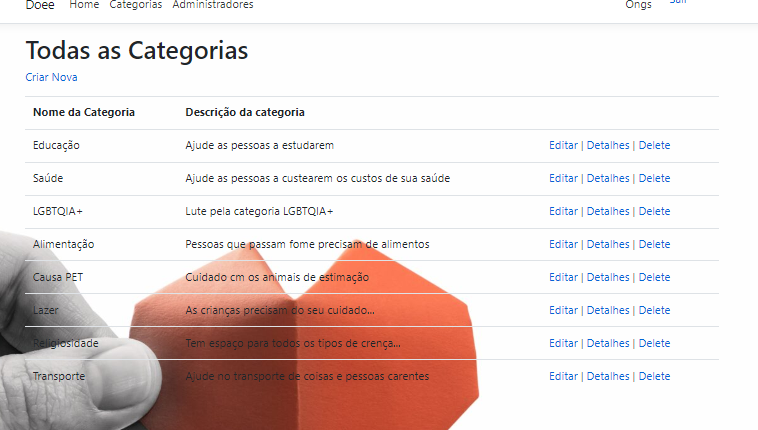 Doee Home Categorias Administradores Ongs Sair
Todas as Categorias
Criar Nova
Nome da Categoria Descrição da categoria
Educação Ajude as pessoas a estudarem Editar | Detalhes | Delete
Saúde Ajude as pessoas a custearem os custos de sua saúde Editar | Detalhes | Delete
LGBTQIA+ Lute pela categoria LGBTQIA+ Editar | Detalhes | Delete
Alimentação Pessoas que passam fome precisam de alimentos Editar | Detalhes | Delete
Causa PET Cuidado cm os animais de estimação Editar | Detalhes | Delete
Lazer As crianças precisam do seu cuidado... Editar | Detalhes | Delete
Religiosidade Tem espaço para todos os tipos de crença... Editar | Detalhes | Delete
Transporte Ajude no transporte de coisas e pessoas carentes Editar | Detalhes | Delete